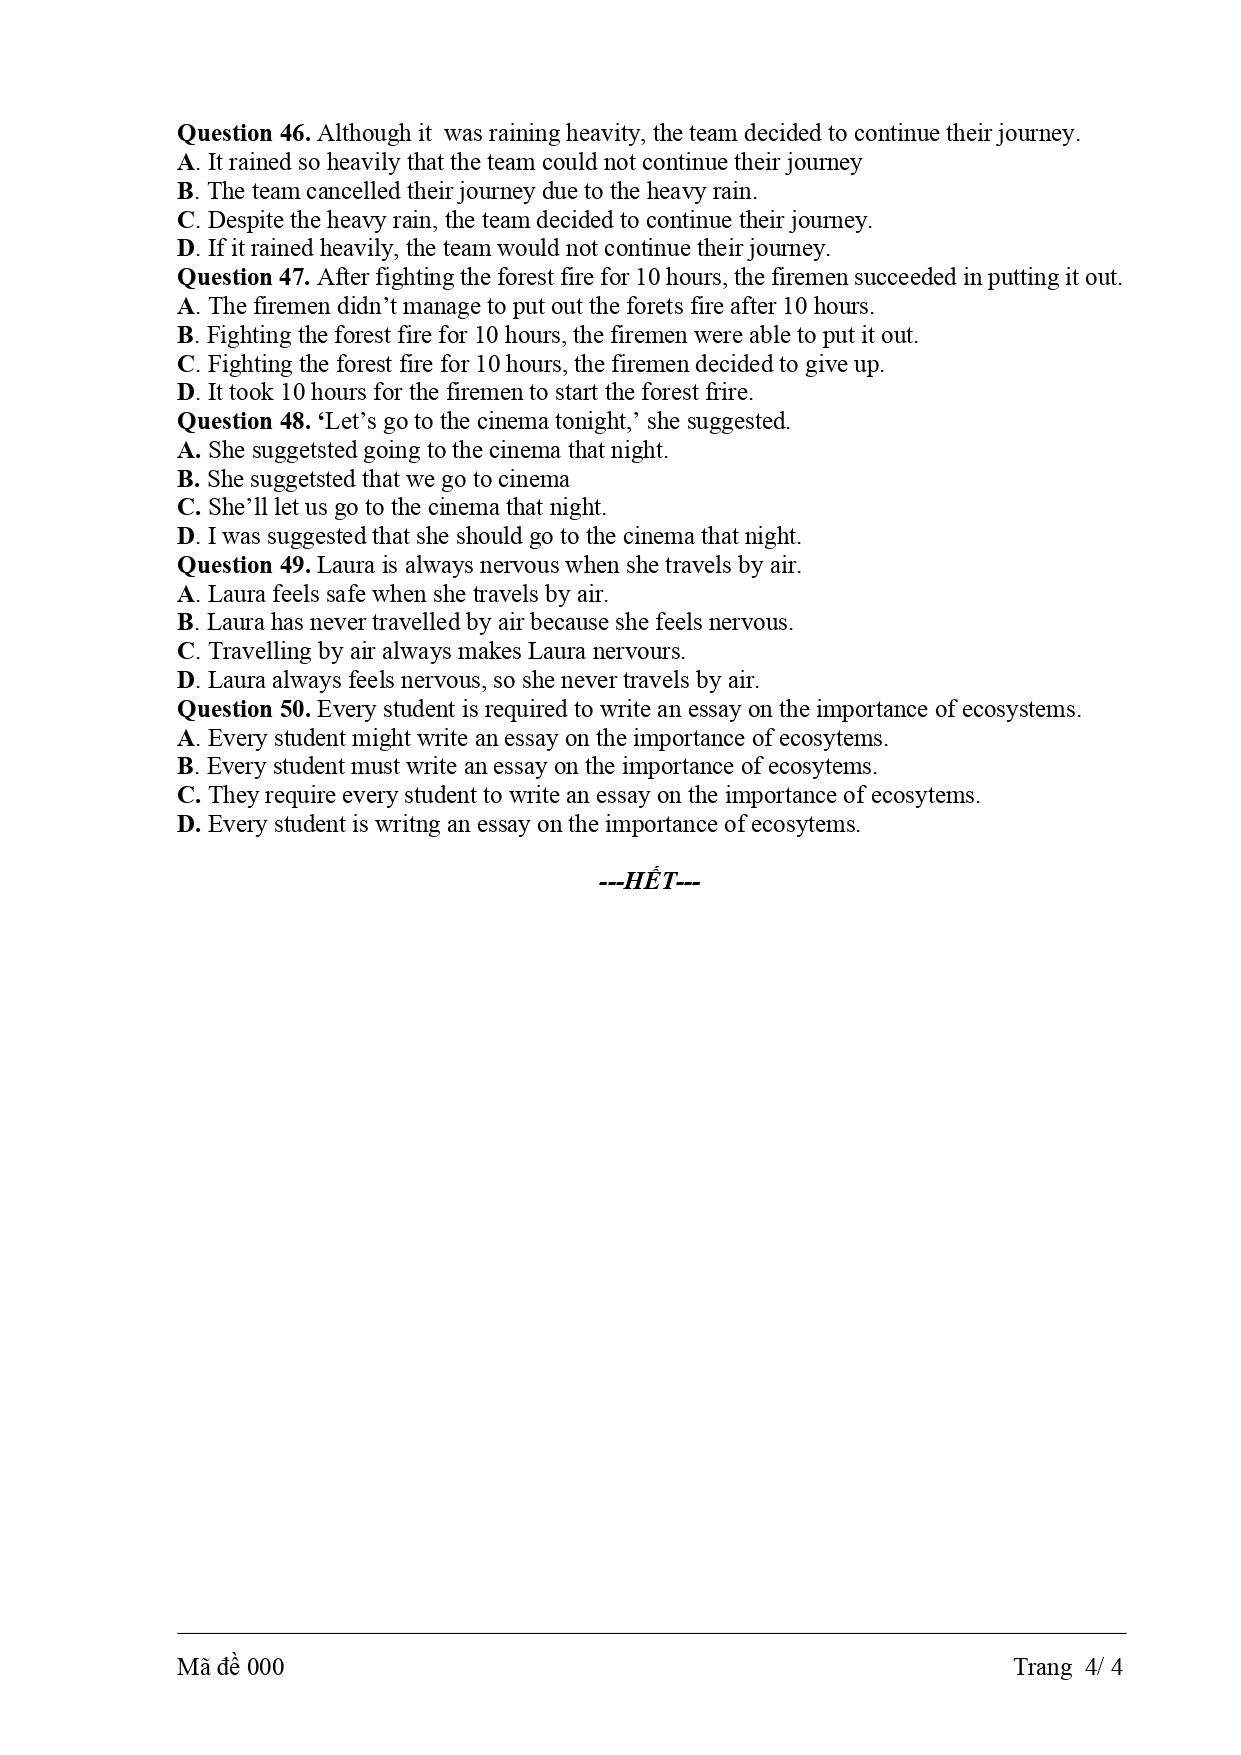 Question 46. Although it  was raining heavity, the team decided to continue their journey.
A. It rained so heavily that the team could not continue their journey
B. The team cancelled their journey due to the heavy rain.
C. Despite the heavy rain, the team decided to continue their journey.
D. If it rained heavily, the team would not continue their journey.
Question 47. After fighting the forest fire for 10 hours, the firemen succeeded in putting it out.
A. The firemen didn’t manage to put out the forets fire after 10 hours.
B. Fighting the forest fire for 10 hours, the firemen were able to put it out.
C. Fighting the forest fire for 10 hours, the firemen decided to give up.
D. It took 10 hours for the firemen to start the forest frire.
Question 48. ‘Let’s go to the cinema tonight,’ she suggested.
A. She suggetsted going to the cinema that night.
B. She suggetsted that we go to cinema
C. She’ll let us go to the cinema that night.
D. I was suggested that she should go to the cinema that night.
Question 49. Laura is always nervous when she travels by air.
A. Laura feels safe when she travels by air.
B. Laura has never travelled by air because she feels nervous.
C. Travelling by air always makes Laura nervours.
D. Laura always feels nervous, so she never travels by air.
Question 50. Every student is required to write an essay on the importance of ecosystems.
A. Every student might write an essay on the importance of ecosytems.
B. Every student must write an essay on the importance of ecosytems.
C. They require every student to write an essay on the importance of ecosytems.
D. Every student is writng an essay on the importance of ecosytems.
---HẾT---
Mã đề 000
Trang  4/ 4